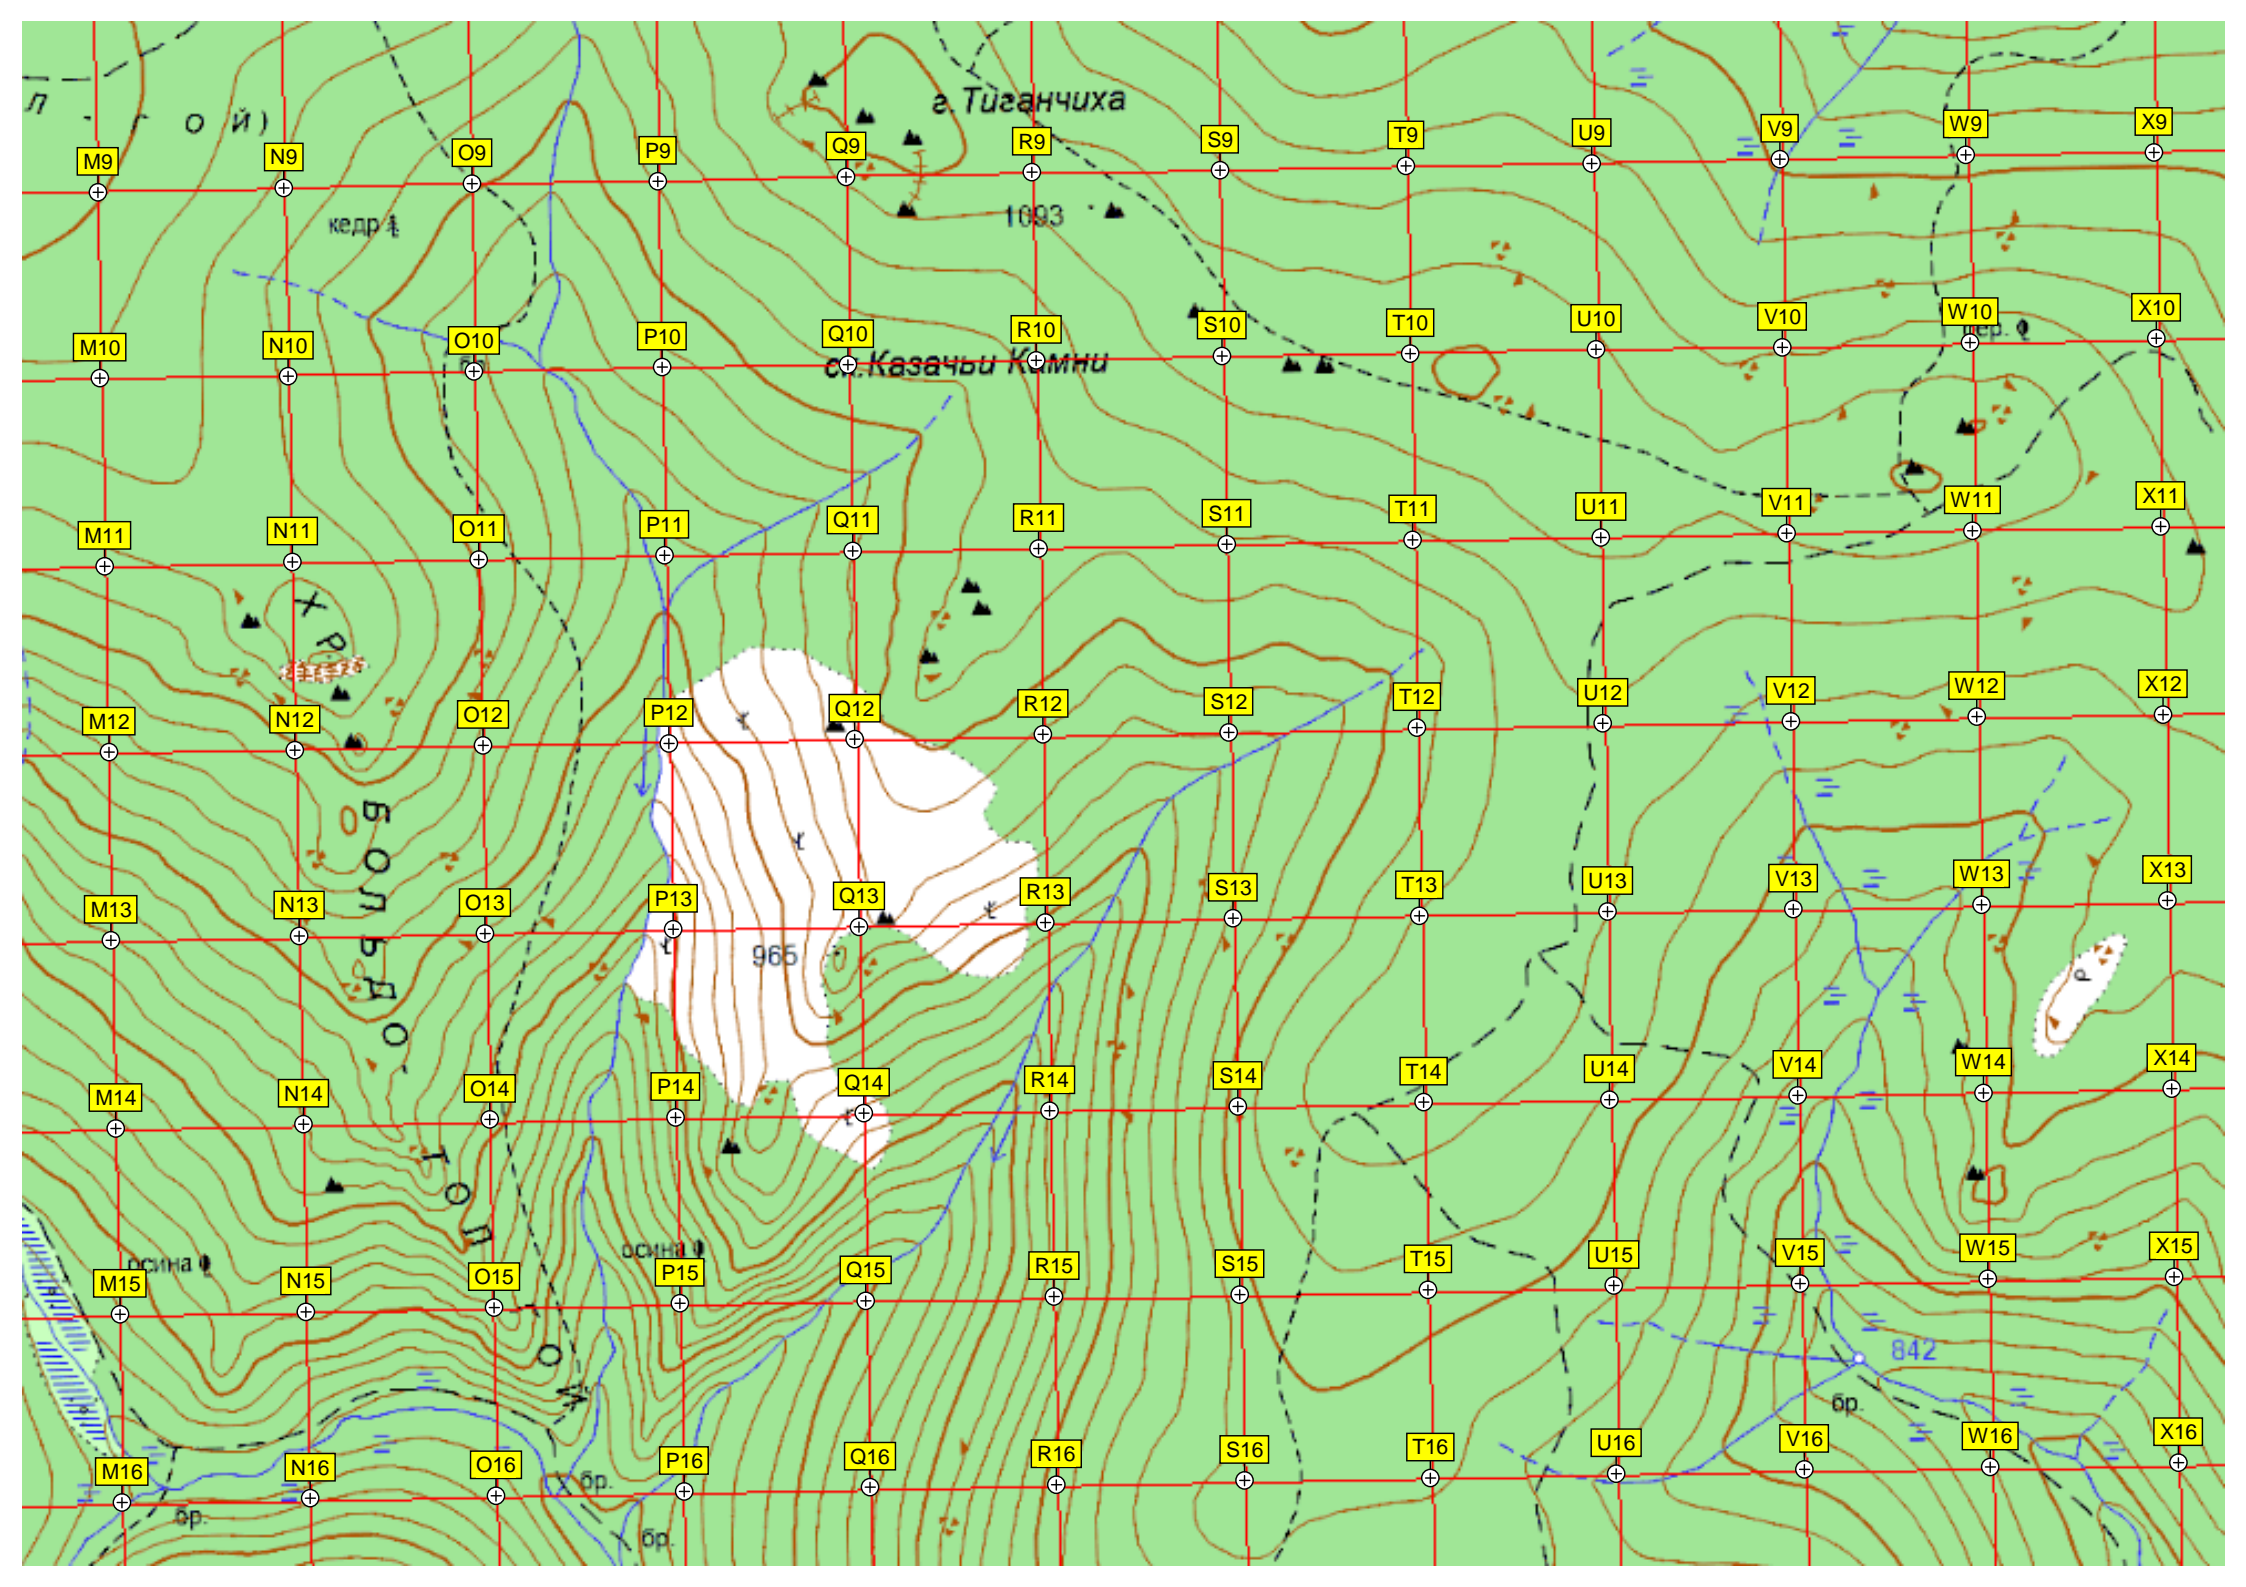 г.Тиганчиха
Л - г о й)
M9 N9 O9 P9 Q9 R9 S9 T9 U9 V9 W9 X9
кедр
1093
M10 N10 O10 P10 Q10 R10 S10 T10 U10 V10 W10 X10
ск.Казачьи Камни
M11 N11 O11 P11 Q11 R11 S11 T11 U11 V11 W11 X11
ХР.
M12 N12 O12 P12 Q12 R12 S12 T12 U12 V12 W12 X12
БОЛЬДО-
M13 N13 O13 P13 Q13 R13 S13 T13 U13 V13 W13 X13
965
р
M14 N14 O14 P14 Q14 R14 S14 T14 U14 V14 W14 X14
ТОЛ-ГОЙ
осина
осина
M15 N15 O15 P15 Q15 R15 S15 T15 U15 V15 W15 X15
842
бр.
M16 N16 O16 P16 Q16 R16 S16 T16 U16 V16 W16 X16
бр.
бр.
бр.